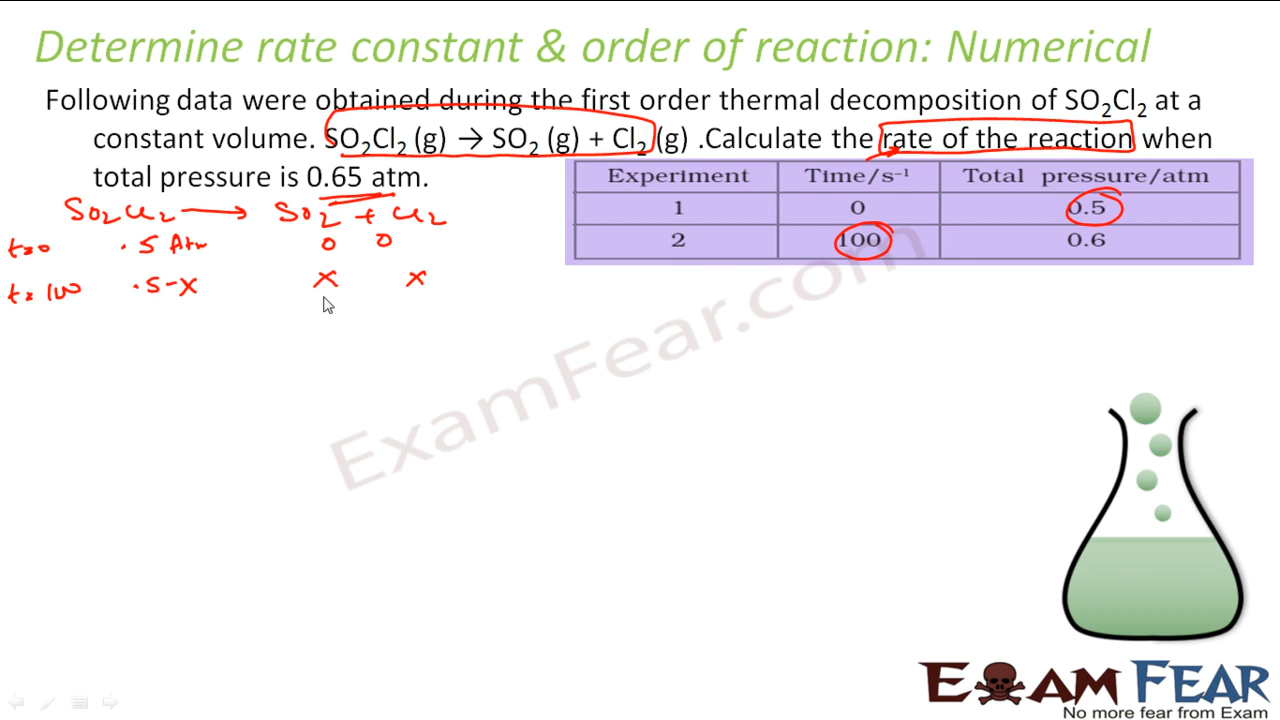 Determine rate constant & order of reaction: Numerical
Following data were obtained during the first order thermal decomposition of SO₂Cl₂ at a
constant volume. SO₂Cl₂ (g) → SO₂ (g) + Cl₂ (g) .Calculate the rate of the reaction when
total pressure is 0.65 atm.
Experiment Time/s⁻¹ Total pressure/atm
1 0 0.5
2 100 0.6
SO₂Cl₂ → SO₂ + Cl₂
t=0 .5 Atm 0 0
t=100 .5-x x x
ExamFear.com
EXAM FEAR
No more fear from Exam